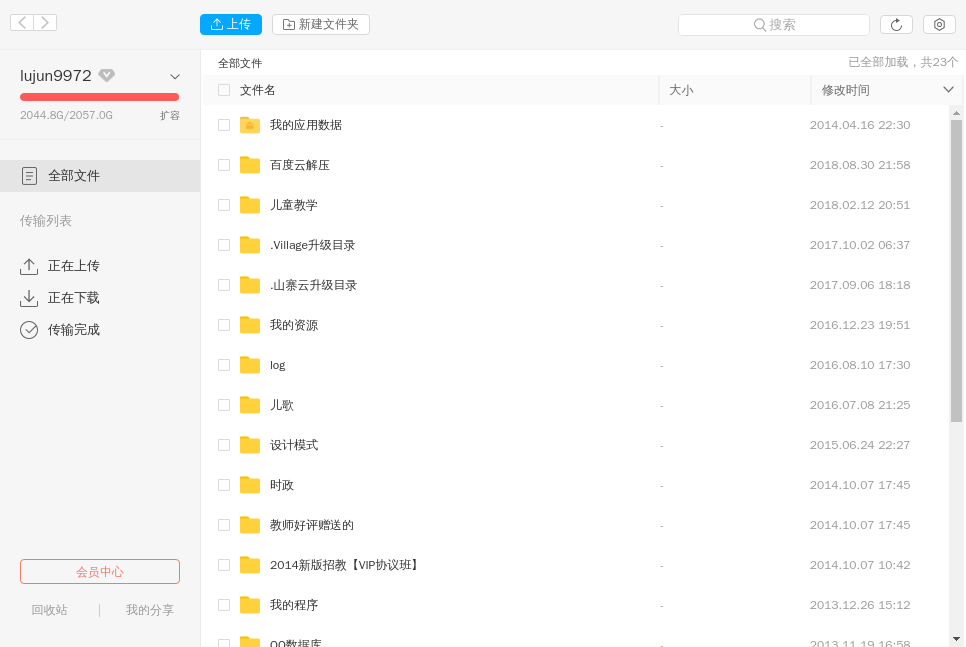 上传 新建文件夹 搜索
lujun9972
2044.8G/2057.0G 扩容
全部文件
传输列表
正在上传
正在下载
传输完成
会员中心
回收站 | 我的分享
全部文件 已全部加载，共23个
文件名 大小 修改时间
我的应用数据 - 2014.04.16 22:30
百度云解压 - 2018.08.30 21:58
儿童教学 - 2018.02.12 20:51
.Village升级目录 - 2017.10.02 06:37
.山寨云升级目录 - 2017.09.06 18:18
我的资源 - 2016.12.23 19:51
log - 2016.08.10 17:30
儿歌 - 2016.07.08 21:25
设计模式 - 2015.06.24 22:27
时政 - 2014.10.07 17:45
教师好评赠送的 - 2014.10.07 17:45
2014新版招教【VIP协议班】 - 2014.10.07 10:42
我的程序 - 2013.12.26 15:12
QQ数据库 - 2013.11.19 16:58